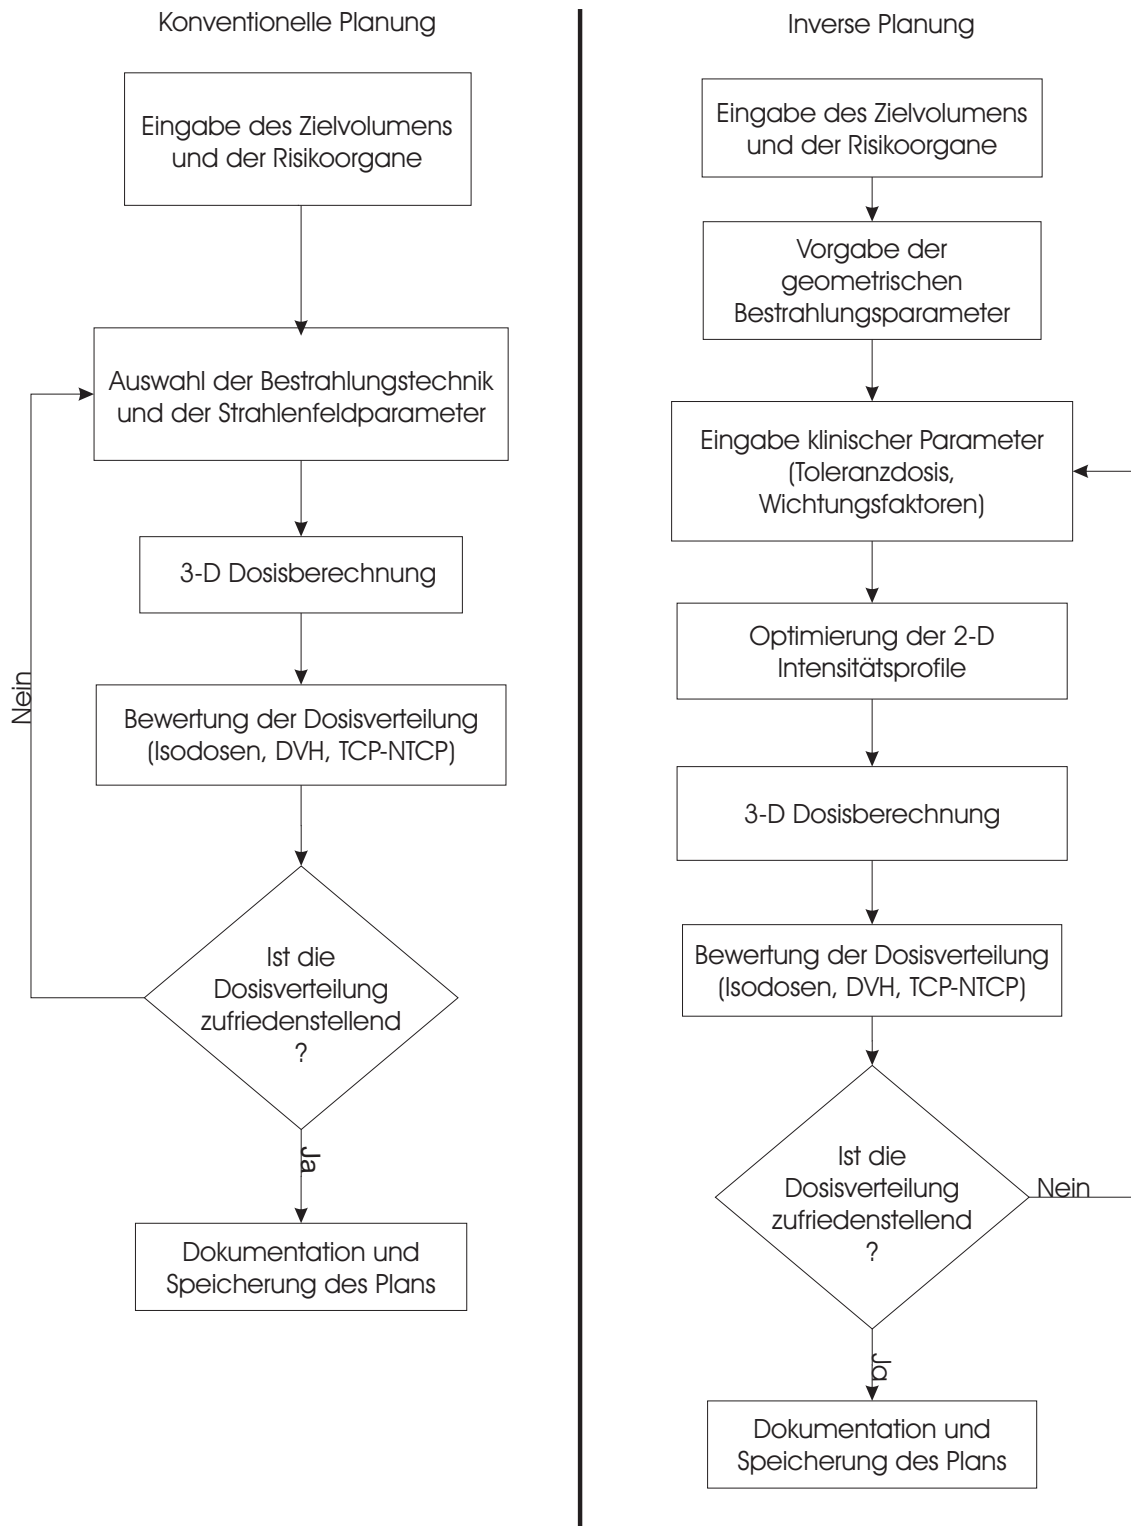 Konventionelle Planung
Eingabe des Zielvolumens
und der Risikoorgane
Auswahl der Bestrahlungstechnik
und der Strahlenfeldparameter
3-D Dosisberechnung
Bewertung der Dosisverteilung
(Isodosen, DVH, TCP-NTCP)
Ist die
Dosisverteilung
zufriedenstellend
?
Nein
Ja
Dokumentation und
Speicherung des Plans
Inverse Planung
Eingabe des Zielvolumens
und der Risikoorgane
Vorgabe der
geometrischen
Bestrahlungsparameter
Eingabe klinischer Parameter
(Toleranzdosis,
Wichtungsfaktoren)
Optimierung der 2-D
Intensitätsprofile
3-D Dosisberechnung
Bewertung der Dosisverteilung
(Isodosen, DVH, TCP-NTCP)
Ist die
Dosisverteilung
zufriedenstellend
?
Nein
Ja
Dokumentation und
Speicherung des Plans